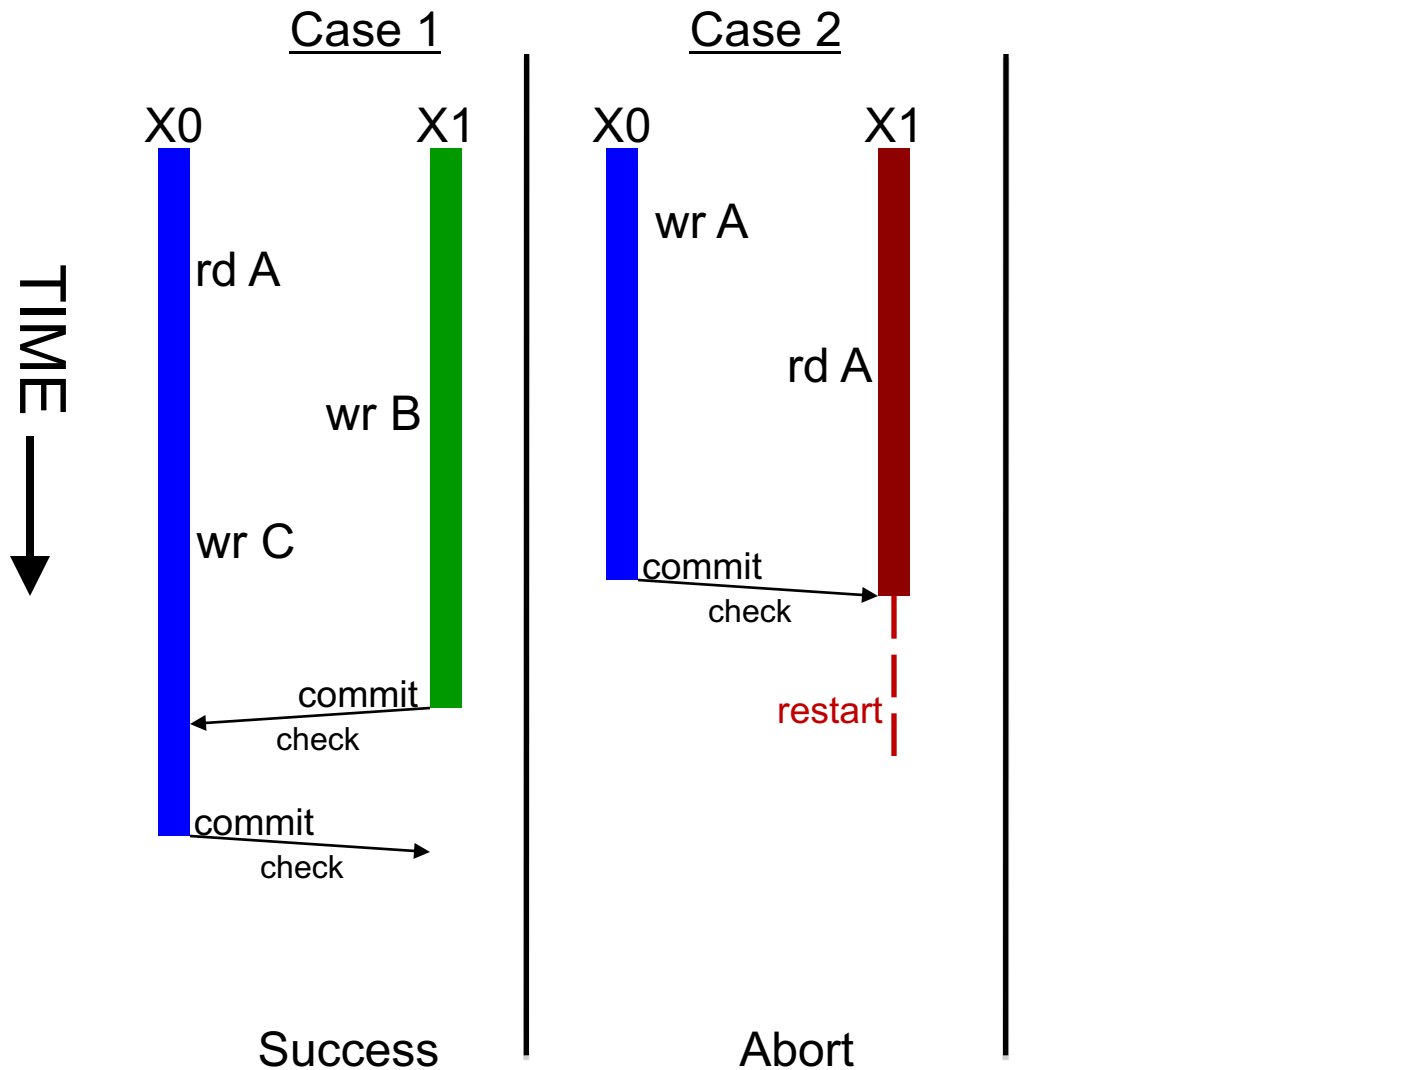 Case 1
Case 2
X0
X1
X0
X1
TIME
rd A
wr B
wr C
commit
check
commit
check
Success
wr A
rd A
commit
check
restart
Abort